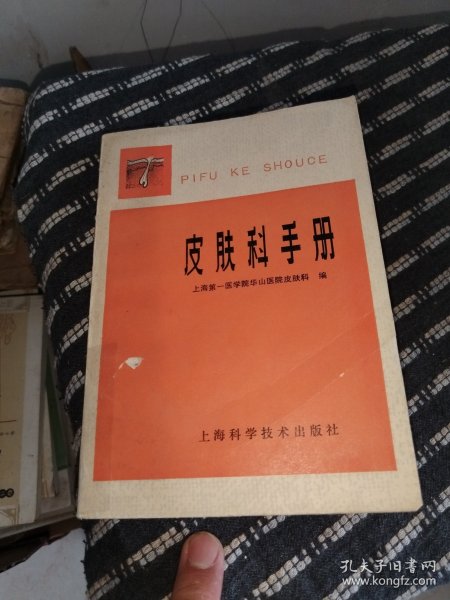 PIFU KE SHOUCE
皮肤科手册
上海第一医学院华山医院皮肤科 编
上海科学技术出版社
孔夫子旧书网
www.kongfz.com